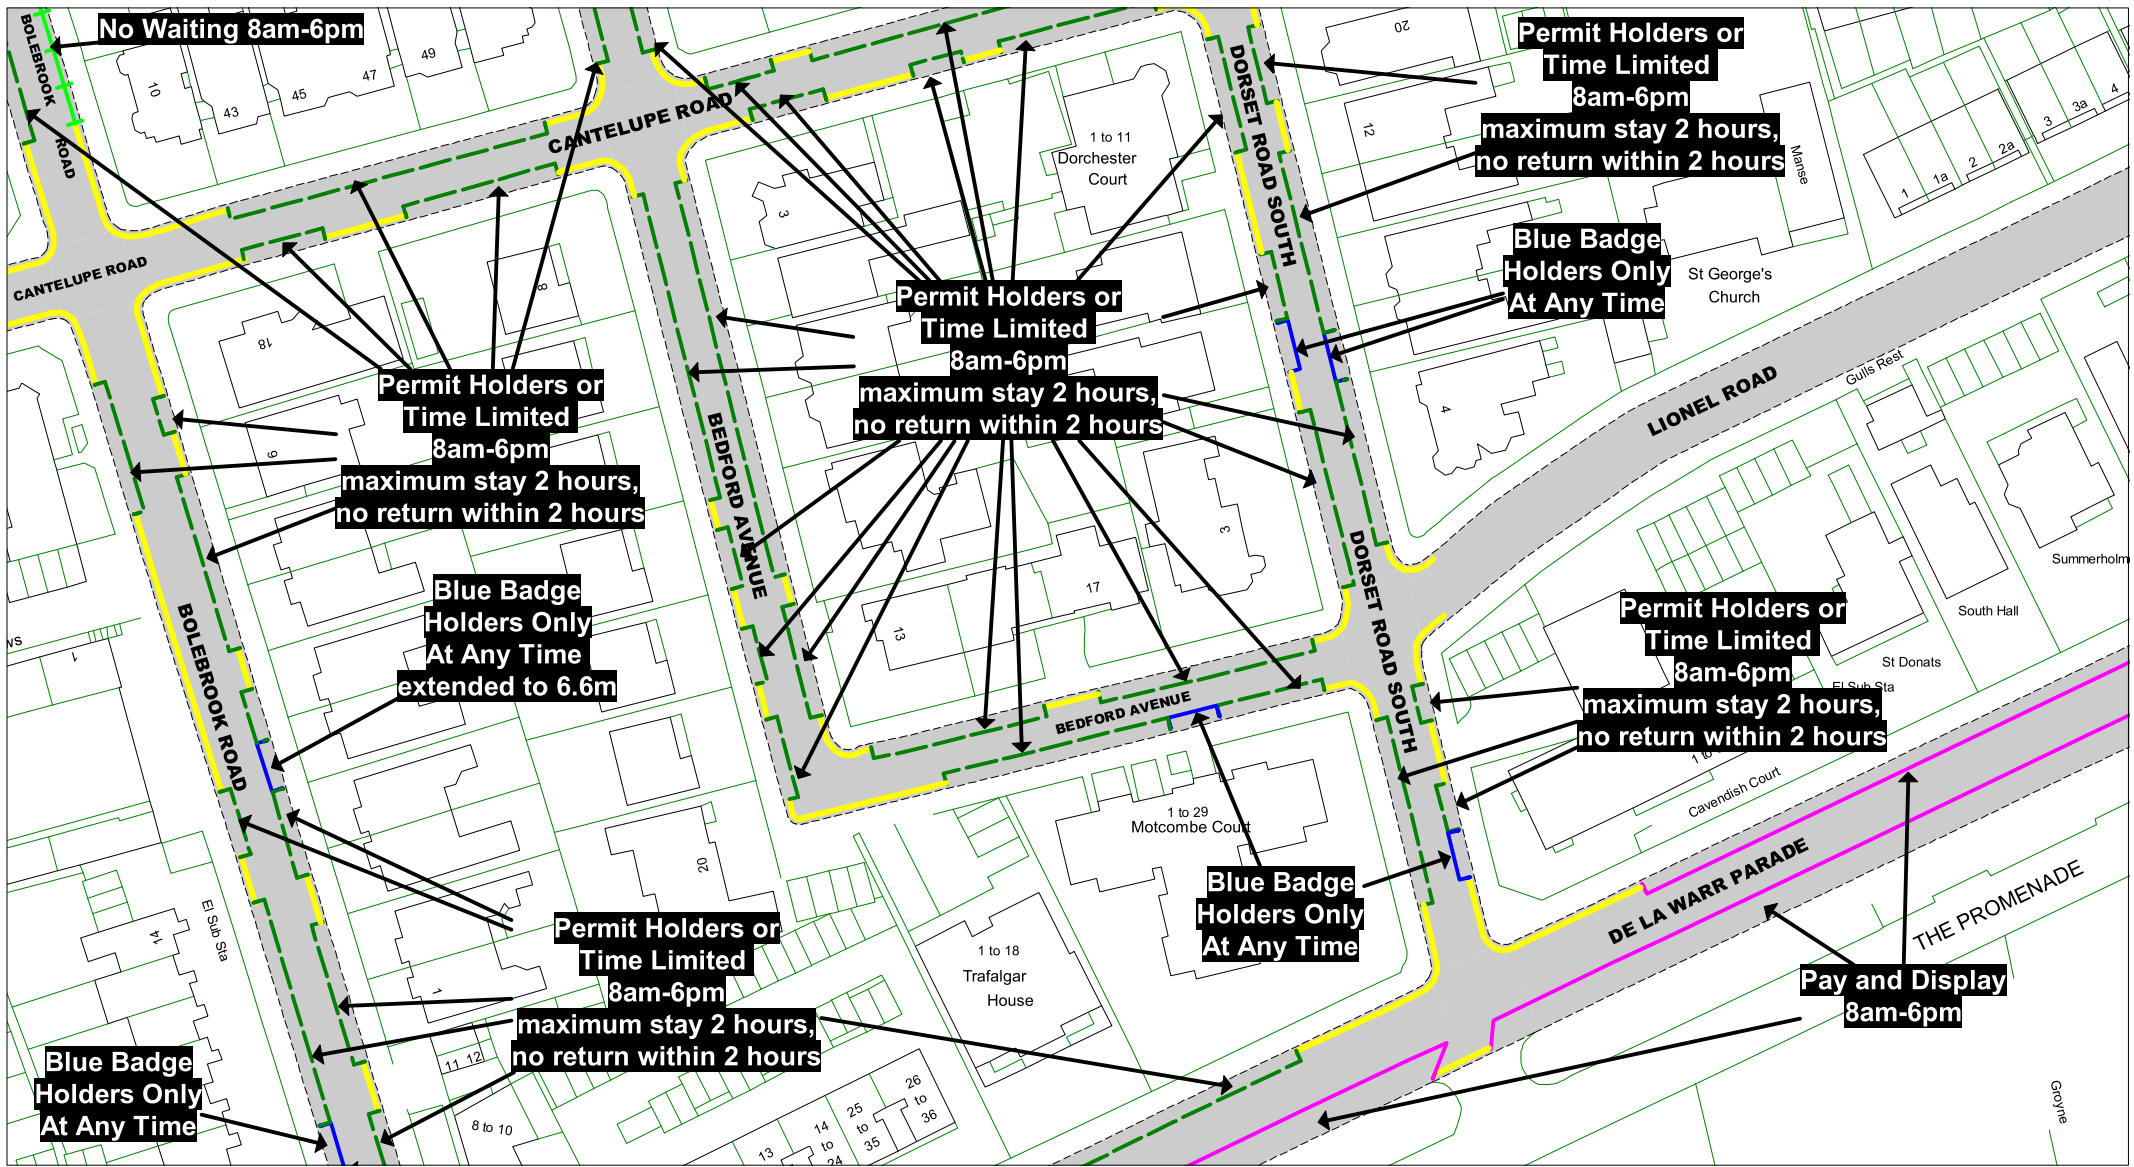 BOLEBROOK
ROAD
No Waiting 8am-6pm
10
43
45
47
49
CANTELUPE ROAD
CANTELUPE ROAD
DORSET ROAD SOUTH
20
12
Permit Holders or
Time Limited
8am-6pm
maximum stay 2 hours,
no return within 2 hours
Manse
1
1a
2
2a
3
3a
4
1 to 11
Dorchester
Court
3
Blue Badge
Holders Only
At Any Time
St George's
Church
18
8
Permit Holders or
Time Limited
8am-6pm
maximum stay 2 hours,
no return within 2 hours
Permit Holders or
Time Limited
8am-6pm
maximum stay 2 hours,
no return within 2 hours
9
BEDFORD AVENUE
4
LIONEL ROAD
Gulls Rest
3
17
13
Blue Badge
Holders Only
At Any Time
extended to 6.6m
BOLEBROOK ROAD
1
DORSET ROAD SOUTH
BEDFORD AVENUE
Summerholm
South Hall
St Donats
El Sub Sta
Permit Holders or
Time Limited
8am-6pm
maximum stay 2 hours,
no return within 2 hours
1 to
Cavendish Court
1 to 29
Motcombe Court
20
Blue Badge
Holders Only
At Any Time
DE LA WARR PARADE
THE PROMENADE
El Sub Sta
14
1
Permit Holders or
Time Limited
8am-6pm
maximum stay 2 hours,
no return within 2 hours
1 to 18
Trafalgar
House
Pay and Display
8am-6pm
Blue Badge
Holders Only
At Any Time
11 12
8 to 10
13
14
to
24
25
to
35
26
to
36
Groyne